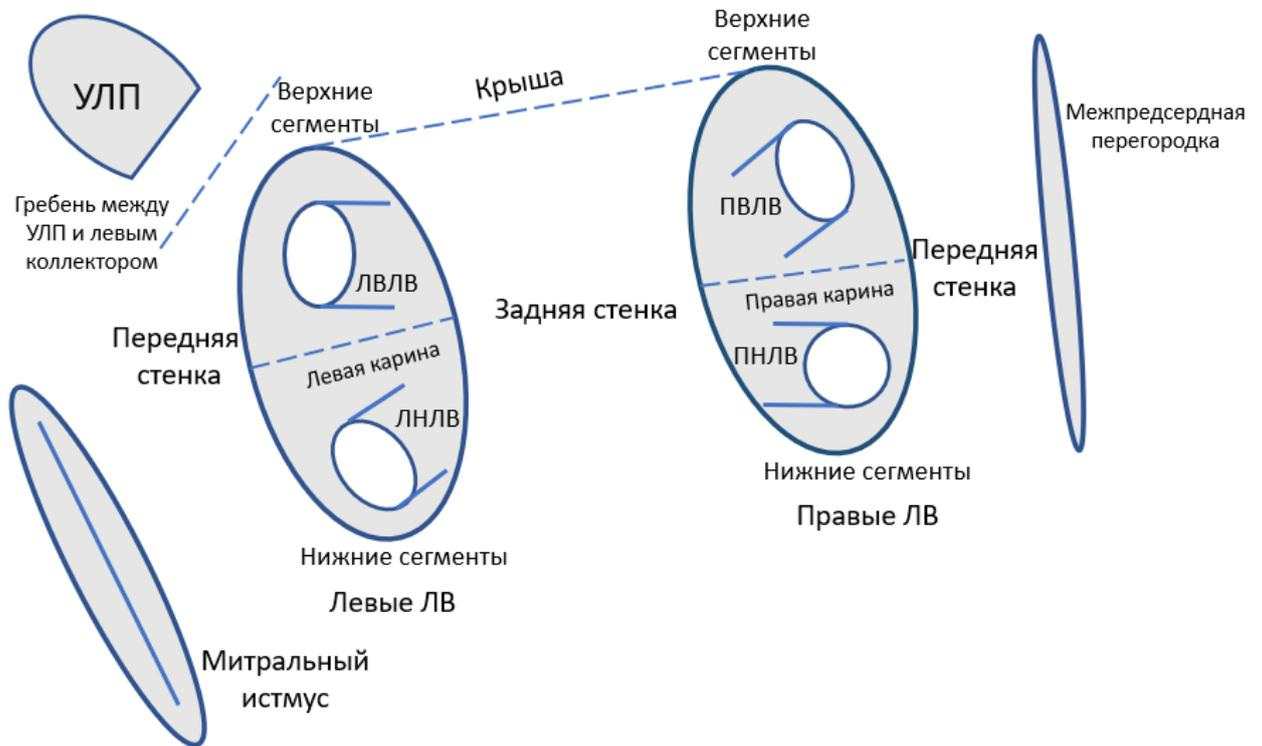 УЛП
Гребень между
УЛП и левым
коллектором
Верхние
сегменты
Крыша
Верхние
сегменты
Межпредсердная
перегородка
ЛВЛВ
Передняя
стенка
Левая карина
ЛНЛВ
Задняя стенка
ПВЛВ
Правая карина
ПНЛВ
Передняя
стенка
Нижние сегменты
Левые ЛВ
Нижние сегменты
Правые ЛВ
Митральный
истмус